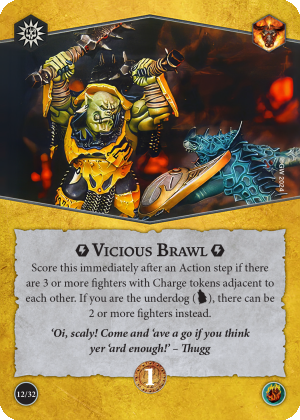 GW 2024
VICIOUS BRAWL
Score this immediately after an Action step if there
are 3 or more fighters with Charge tokens adjacent to
each other. If you are the underdog (), there can be
2 or more fighters instead.
‘Oi, scaly! Come and ‘ave a go if you think
yer ‘ard enough!’ – Thugg
1
12/32